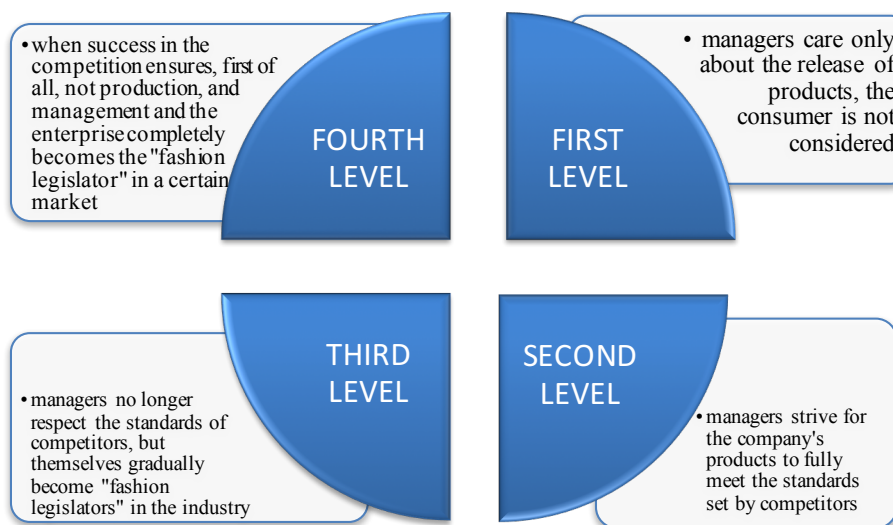 • when success in the
competition ensures, first of
all, not production, and
management and the
enterprise completely
becomes the "fashion
legislator" in a certain
market
FOURTH
LEVEL
FIRST
LEVEL
• managers care only
about the release of
products, the
consumer is not
considered
THIRD
LEVEL
• managers no longer
respect the standards of
competitors, but
themselves gradually
become "fashion
legislators" in the industry
SECOND
LEVEL
• managers strive for
the company's
products to fully
meet the standards
set by competitors